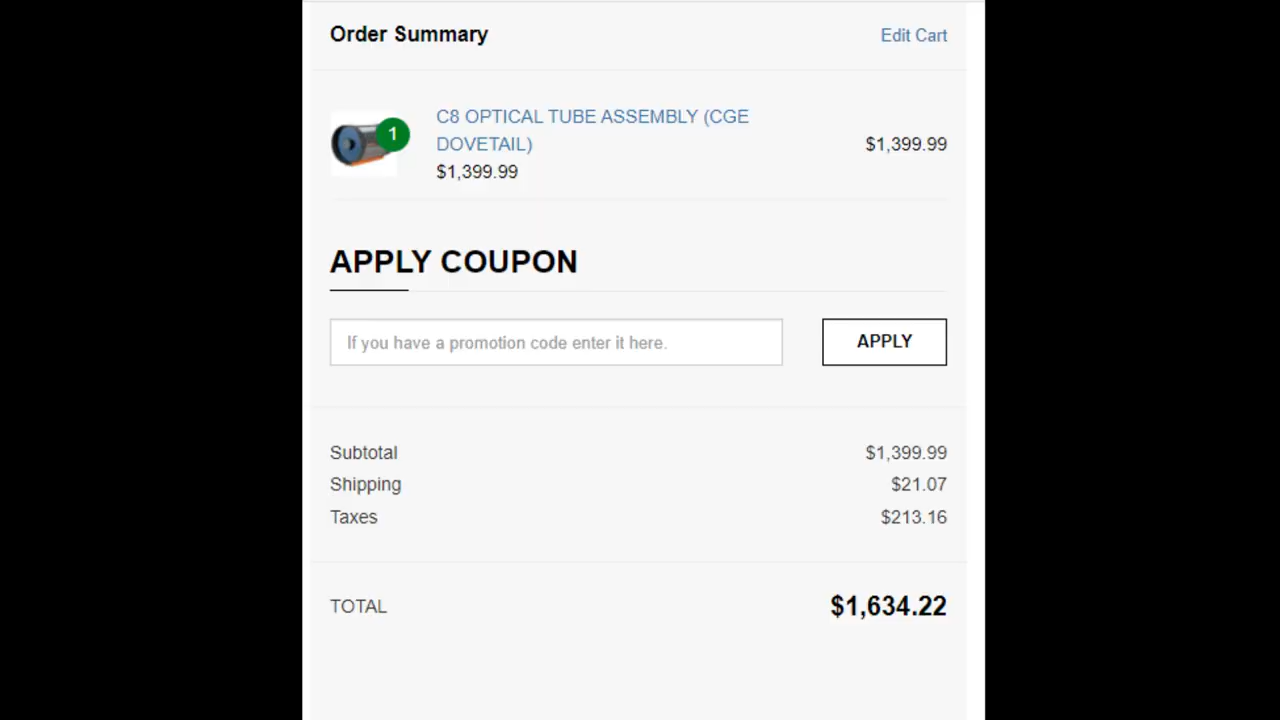 Order Summary
Edit Cart
1
C8 OPTICAL TUBE ASSEMBLY (CGE
DOVETAIL)
$1,399.99
$1,399.99
APPLY COUPON
If you have a promotion code enter it here.
APPLY
Subtotal
$1,399.99
Shipping
$21.07
Taxes
$213.16
TOTAL
$1,634.22